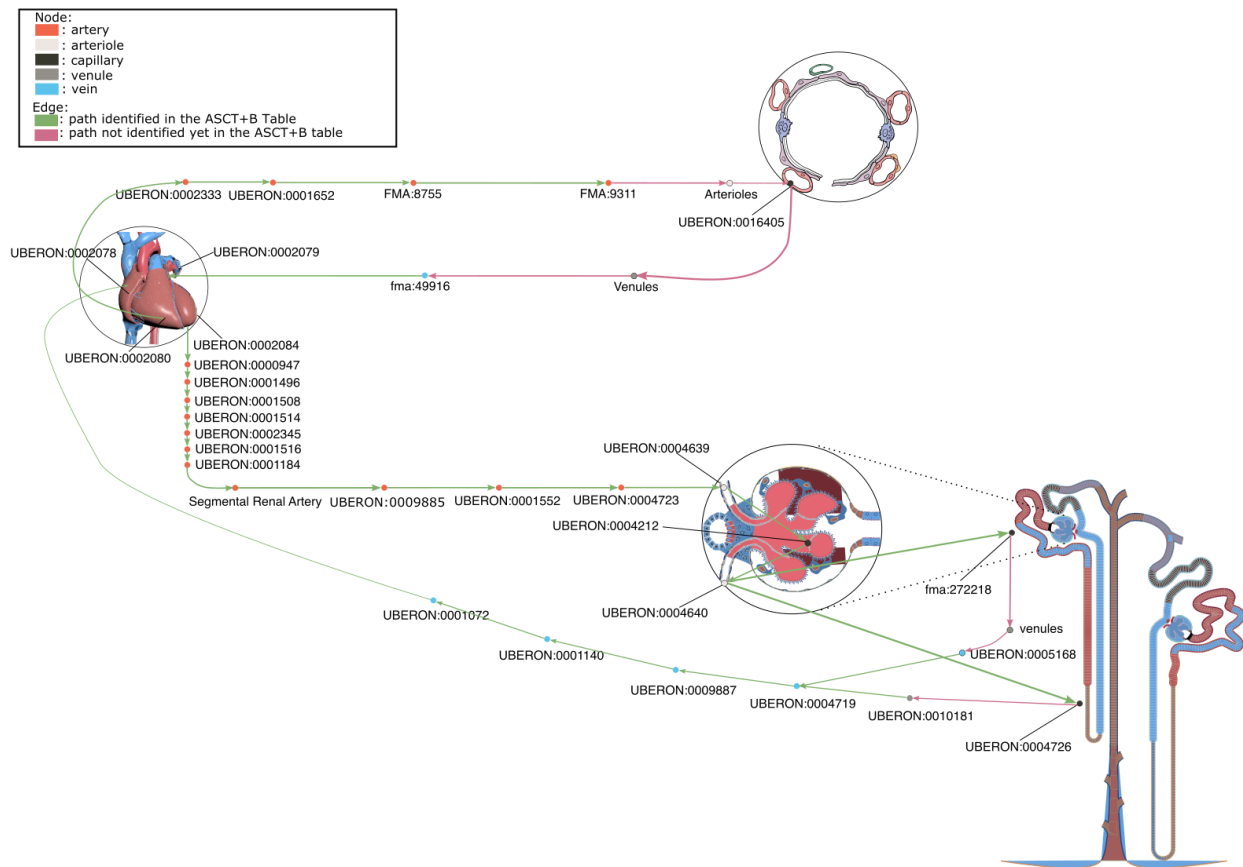 Node:
: artery
: arteriole
: capillary
: venule
: vein
Edge:
: path identified in the ASCT+B Table
: path not identified yet in the ASCT+B table
UBERON:0002333
UBERON:0001652
FMA:8755
FMA:9311
Arterioles
UBERON:0016405
UBERON:0002078
UBERON:0002079
fma:49916
Venules
UBERON:0002084
UBERON:0002080
UBERON:0000947
UBERON:0001496
UBERON:0001508
UBERON:0001514
UBERON:0002345
UBERON:0001516
UBERON:0001184
UBERON:0004639
Segmental Renal Artery
UBERON:0009885
UBERON:0001552
UBERON:0004723
UBERON:0004212
fma:272218
UBERON:0004640
UBERON:0001072
venules
UBERON:0001140
UBERON:0005168
UBERON:0009887
UBERON:0004719
UBERON:0010181
UBERON:0004726